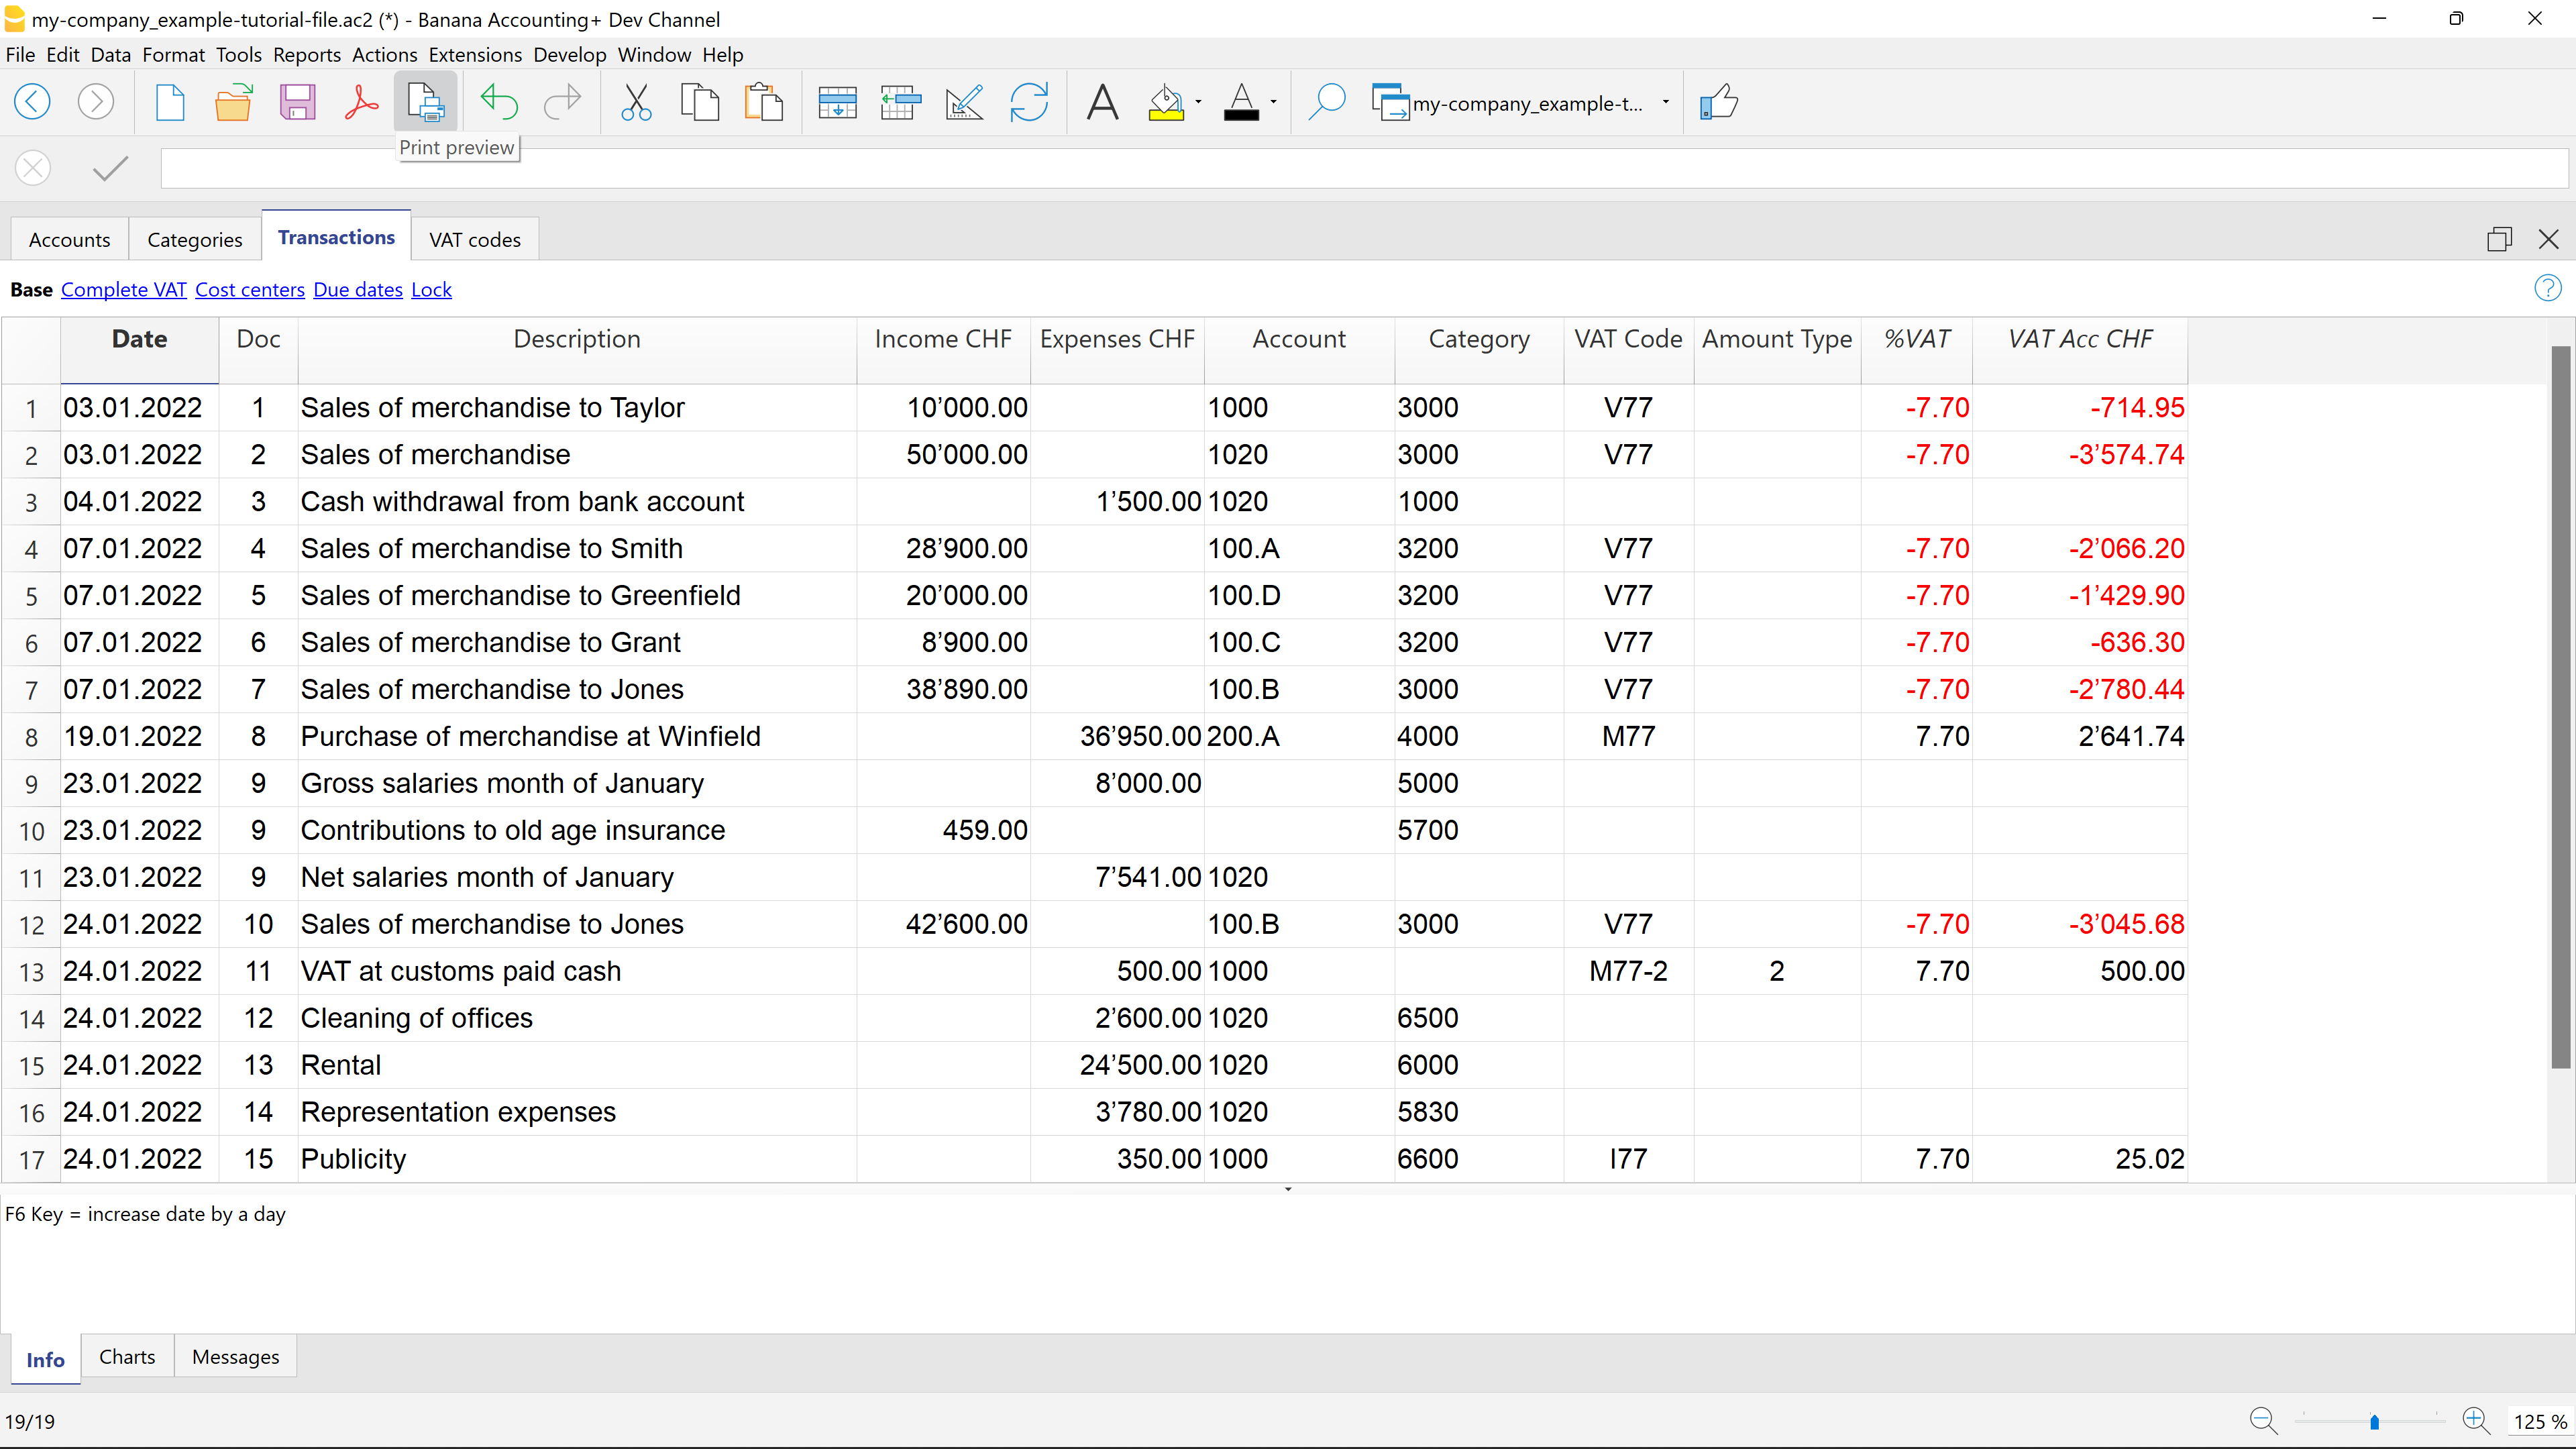 my-company_example-tutorial-file.ac2 (*) - Banana Accounting+ Dev Channel
File Edit Data Format Tools Reports Actions Extensions Develop Window Help
my-company_example-t...
Print preview
Accounts Categories Transactions VAT codes
Base Complete VAT Cost centers Due dates Lock
Date Doc Description Income CHF Expenses CHF Account Category VAT Code Amount Type %VAT VAT Acc CHF
1 03.01.2022 1 Sales of merchandise to Taylor 10’000.00 1000 3000 V77 -7.70 -714.95
2 03.01.2022 2 Sales of merchandise 50’000.00 1020 3000 V77 -7.70 -3’574.74
3 04.01.2022 3 Cash withdrawal from bank account 1’500.00 1020 1000
4 07.01.2022 4 Sales of merchandise to Smith 28’900.00 100.A 3200 V77 -7.70 -2’066.20
5 07.01.2022 5 Sales of merchandise to Greenfield 20’000.00 100.D 3200 V77 -7.70 -1’429.90
6 07.01.2022 6 Sales of merchandise to Grant 8’900.00 100.C 3200 V77 -7.70 -636.30
7 07.01.2022 7 Sales of merchandise to Jones 38’890.00 100.B 3000 V77 -7.70 -2’780.44
8 19.01.2022 8 Purchase of merchandise at Winfield 36’950.00 200.A 4000 M77 7.70 2’641.74
9 23.01.2022 9 Gross salaries month of January 8’000.00 5000
10 23.01.2022 9 Contributions to old age insurance 459.00 5700
11 23.01.2022 9 Net salaries month of January 7’541.00 1020
12 24.01.2022 10 Sales of merchandise to Jones 42’600.00 100.B 3000 V77 -7.70 -3’045.68
13 24.01.2022 11 VAT at customs paid cash 500.00 1000 M77-2 2 7.70 500.00
14 24.01.2022 12 Cleaning of offices 2’600.00 1020 6500
15 24.01.2022 13 Rental 24’500.00 1020 6000
16 24.01.2022 14 Representation expenses 3’780.00 1020 5830
17 24.01.2022 15 Publicity 350.00 1000 6600 I77 7.70 25.02
F6 Key = increase date by a day
Info Charts Messages
19/19 125 %